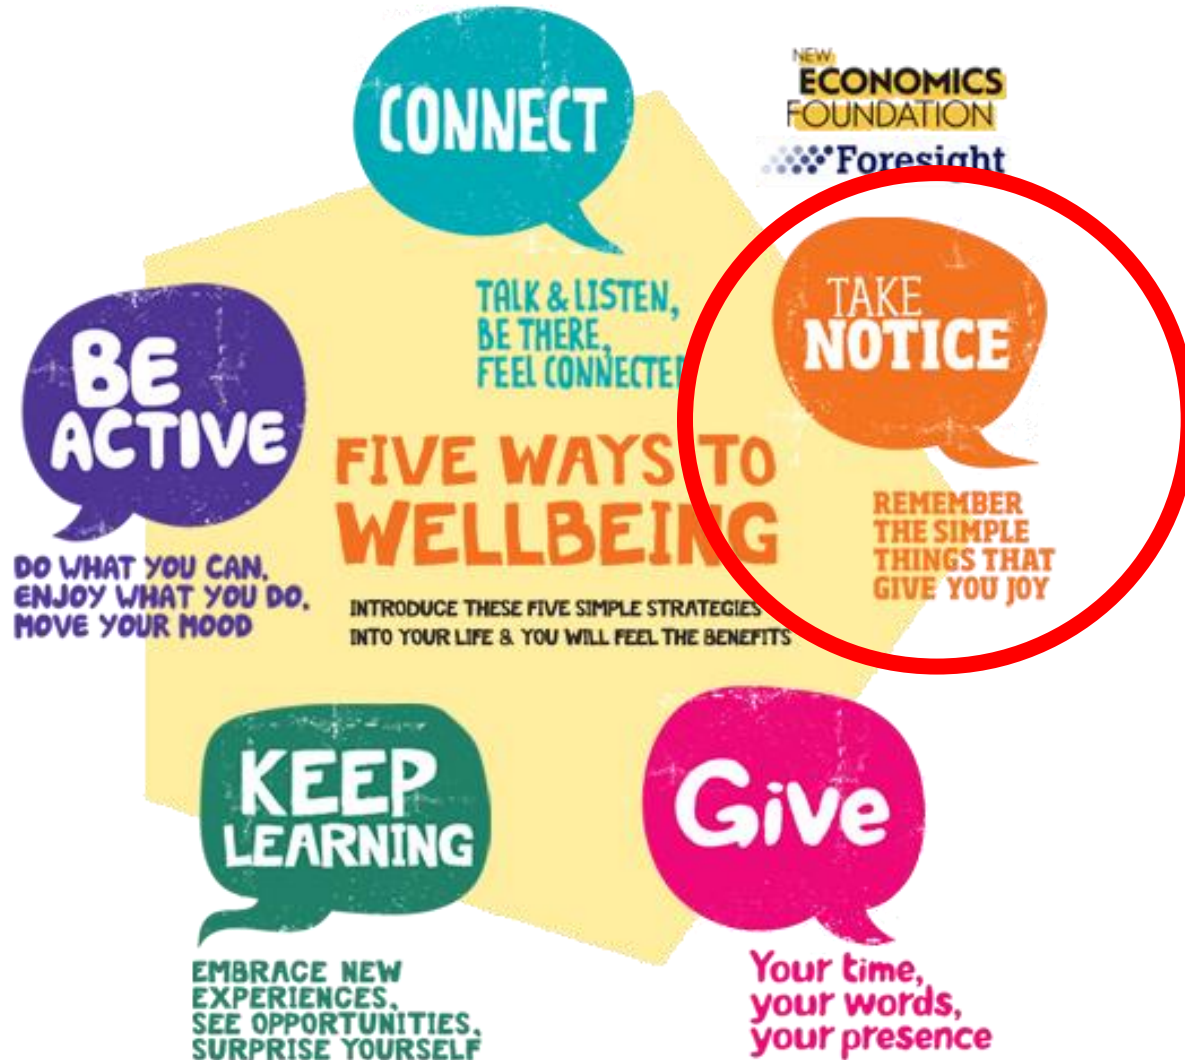 CONNECT
NEW
ECONOMICS
FOUNDATION
Foresight
TALK & LISTEN,
BE THERE,
FEEL CONNECTED
TAKE
NOTICE
REMEMBER
THE SIMPLE
THINGS THAT
GIVE YOU JOY
BE
ACTIVE
DO WHAT YOU CAN,
ENJOY WHAT YOU DO,
MOVE YOUR MOOD
FIVE WAYS TO
WELLBEING
INTRODUCE THESE FIVE SIMPLE STRATEGIES
INTO YOUR LIFE & YOU WILL FEEL THE BENEFITS
KEEP
LEARNING
EMBRACE NEW
EXPERIENCES,
SEE OPPORTUNITIES,
SURPRISE YOURSELF
Give
Your time,
your words,
your presence